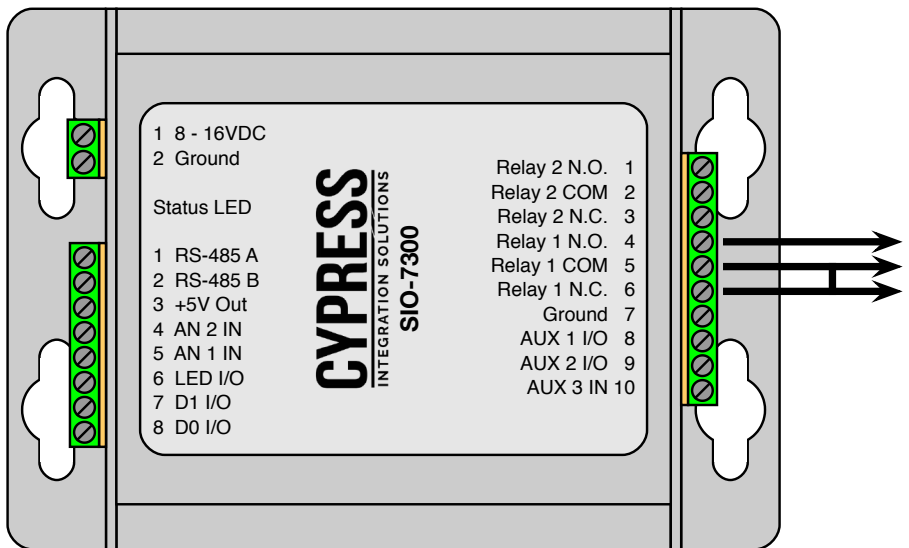 1 8 - 16VDC
2 Ground
Status LED
1 RS-485 A
2 RS-485 B
3 +5V Out
4 AN 2 IN
5 AN 1 IN
6 LED I/O
7 D1 I/O
8 D0 I/O
CYPRESS
INTEGRATION SOLUTIONS
SIO-7300
Relay 2 N.O. 1
Relay 2 COM 2
Relay 2 N.C. 3
Relay 1 N.O. 4
Relay 1 COM 5
Relay 1 N.C. 6
Ground 7
AUX 1 I/O 8
AUX 2 I/O 9
AUX 3 IN 10